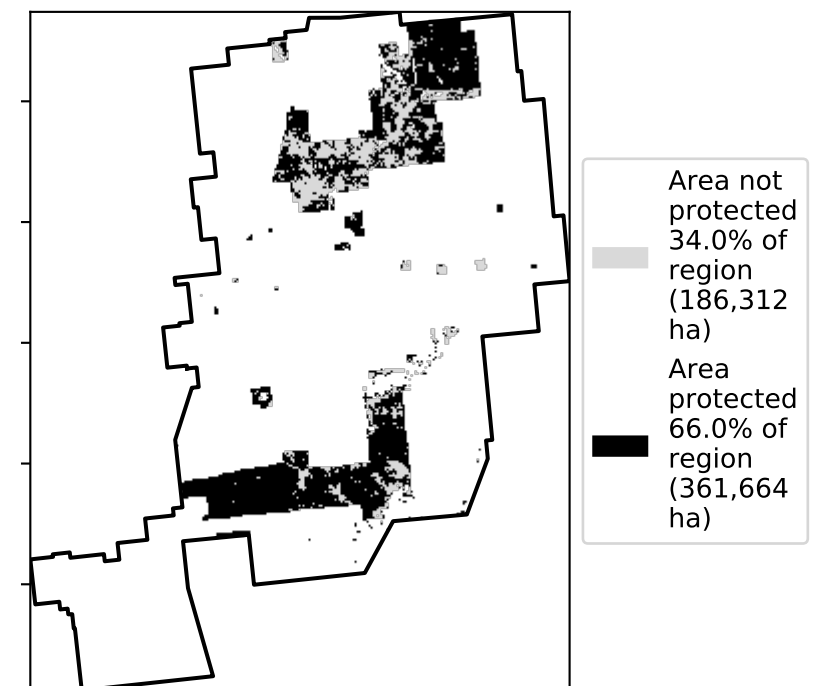 Area not
protected
34.0% of
region
(186,312
ha)
Area
protected
66.0% of
region
(361,664
ha)